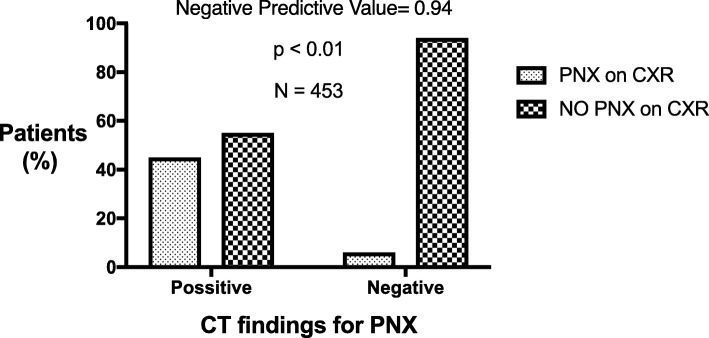 Negative Predictive Value= 0.94
p < 0.01
N = 453
PNX on CXR
NO PNX on CXR
Patients
(%)
100
80
60
40
20
0
Possitive
Negative
CT findings for PNX